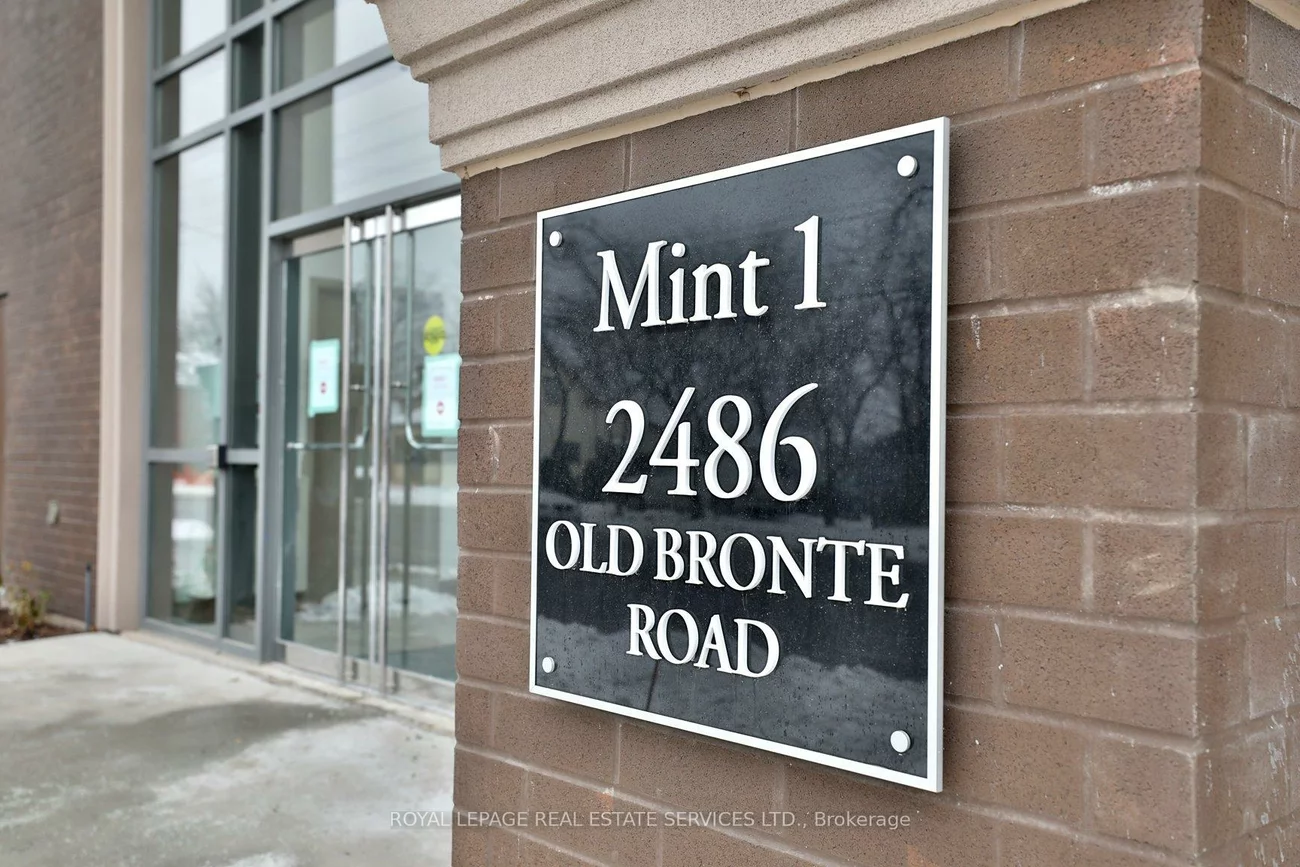 Mint 1
2486
OLD BRONTE
ROAD
ROYAL LEPAGE REAL ESTATE SERVICES LTD., Brokerage